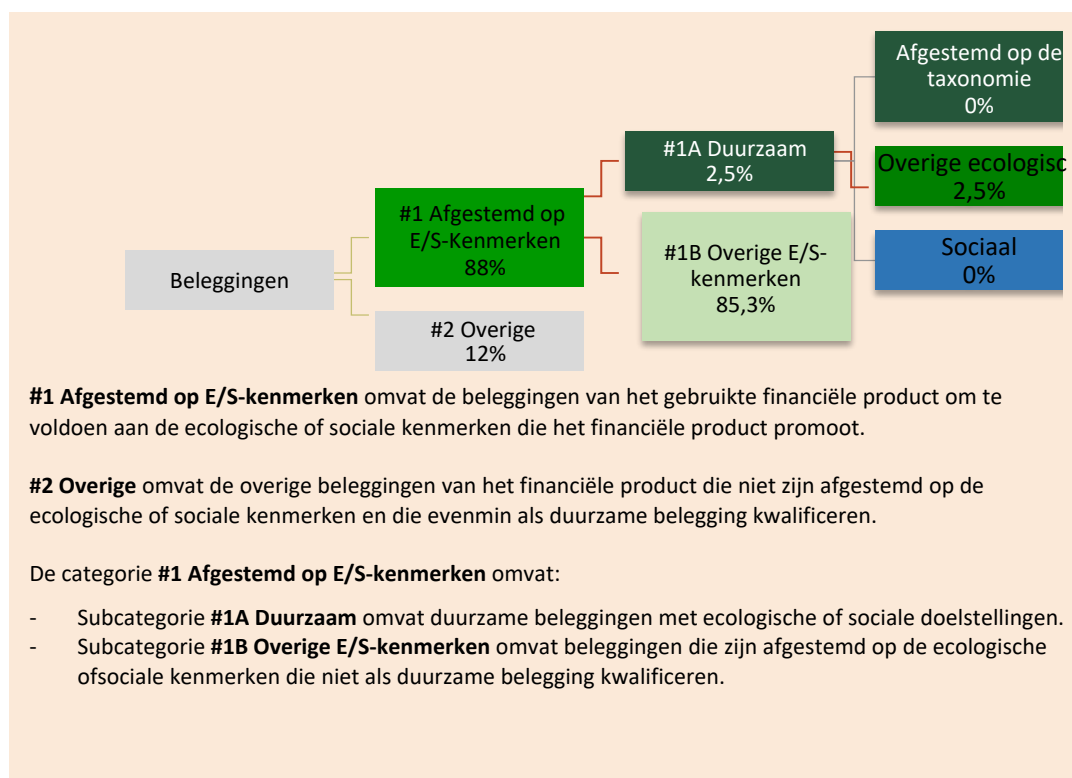 Afgestemd op de
taxonomie
0%
#1A Duurzaam
2,5%
Overige ecologisc
2,5%
#1 Afgestemd op
E/S-Kenmerken
88%
#1B Overige E/S-
kenmerken
85,3%
Sociaal
0%
Beleggingen
#2 Overige
12%
#1 Afgestemd op E/S-kenmerken omvat de beleggingen van het gebruikte financiële product om te
voldoen aan de ecologische of sociale kenmerken die het financiële product promoot.
#2 Overige omvat de overige beleggingen van het financiële product die niet zijn afgestemd op de
ecologische of sociale kenmerken en die evenmin als duurzame belegging kwalificeren.
De categorie #1 Afgestemd op E/S-kenmerken omvat:
- Subcategorie #1A Duurzaam omvat duurzame beleggingen met ecologische of sociale doelstellingen.
- Subcategorie #1B Overige E/S-kenmerken omvat beleggingen die zijn afgestemd op de ecologische
ofsociale kenmerken die niet als duurzame belegging kwalificeren.